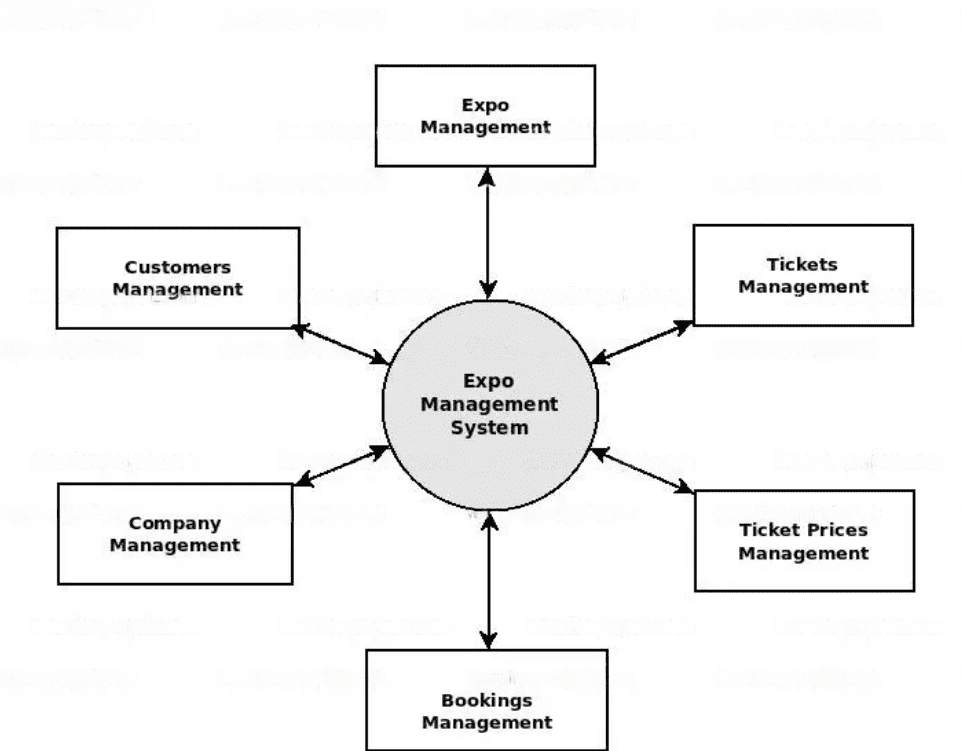 Expo
Management
Customers
Management
Tickets
Management
Expo
Management
System
Company
Management
Ticket Prices
Management
Bookings
Management